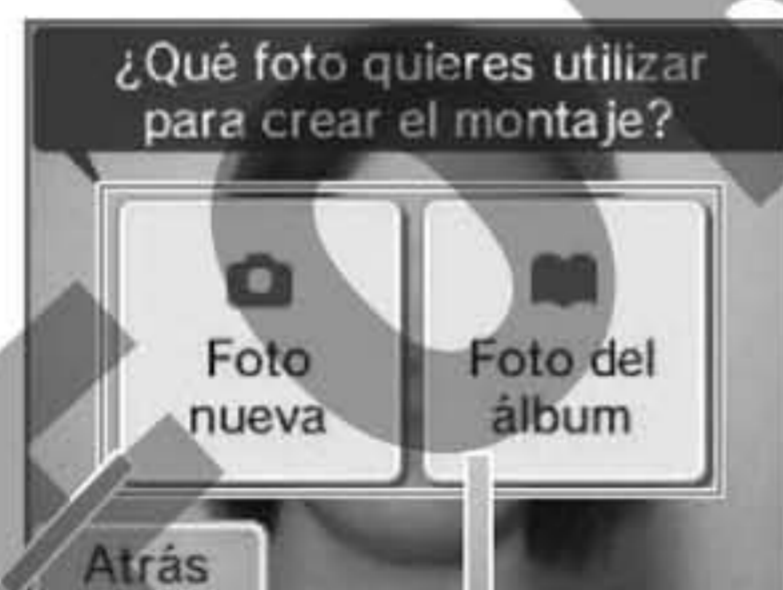 ¿Qué foto quieres utilizar
para crear el montaje?
Foto
nueva
Foto del
álbum
Atrás